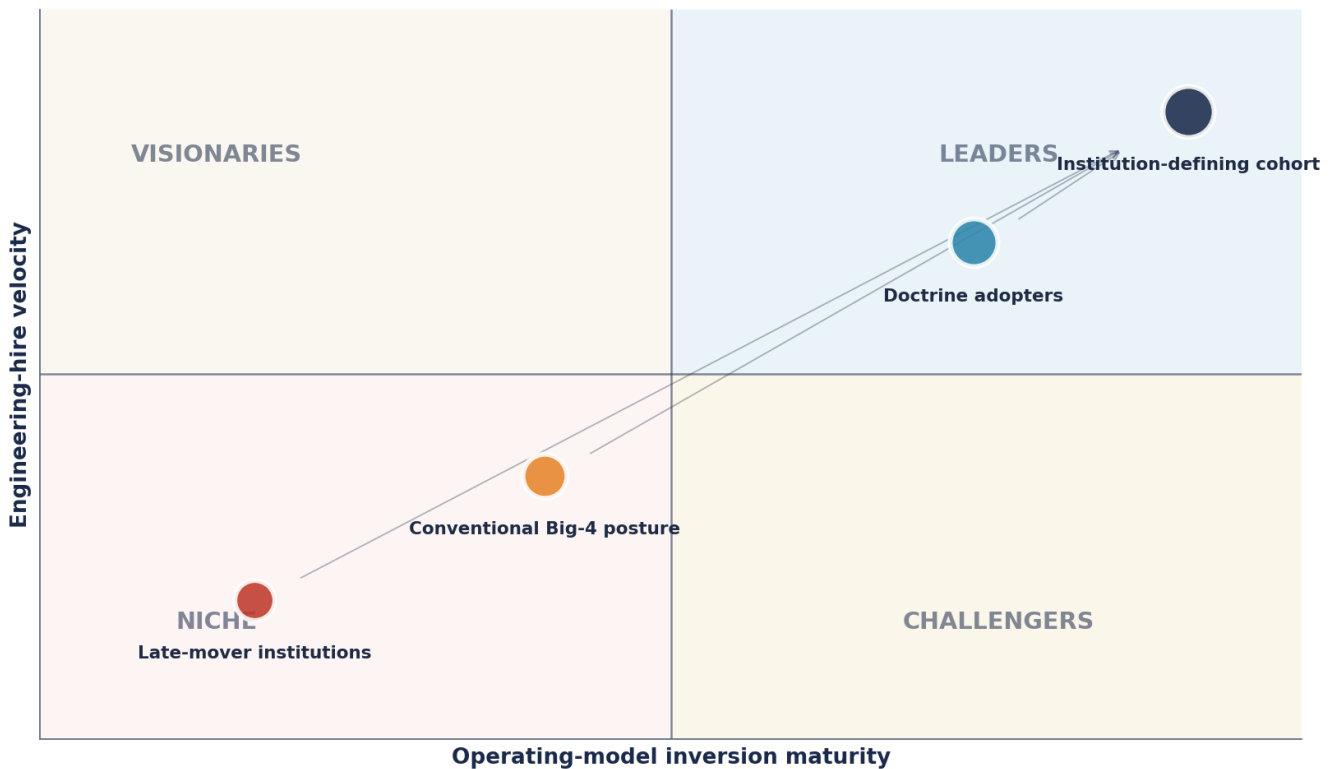 VISIONARIES
LEADERS
Institution-defining cohort
Doctrine adopters
Engineering-hire velocity
Conventional Big-4 posture
NICHE
CHALLENGERS
Late-mover institutions
Operating-model inversion maturity